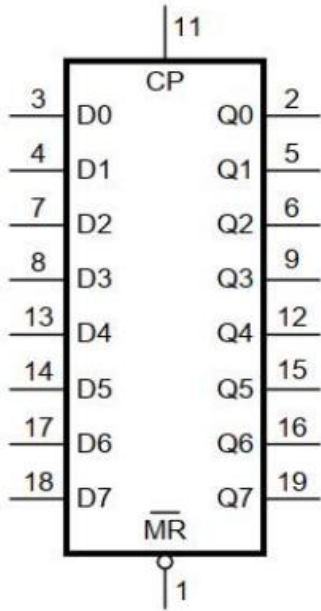 11
CP
3 D0 Q0 2
4 D1 Q1 5
7 D2 Q2 6
8 D3 Q3 9
13 D4 Q4 12
14 D5 Q5 15
17 D6 Q6 16
18 D7 Q7 19
M̅R̅
1